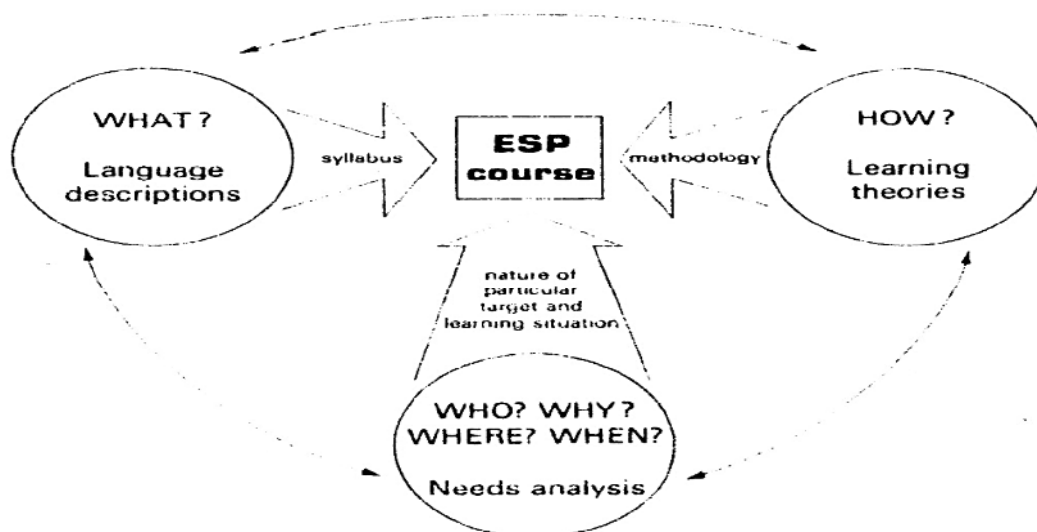 WHAT?
Language
descriptions
syllabus
ESP
course
methodology
HOW?
Learning
theories
nature of
particular
target and
learning situation
WHO? WHY?
WHERE? WHEN?
Needs analysis